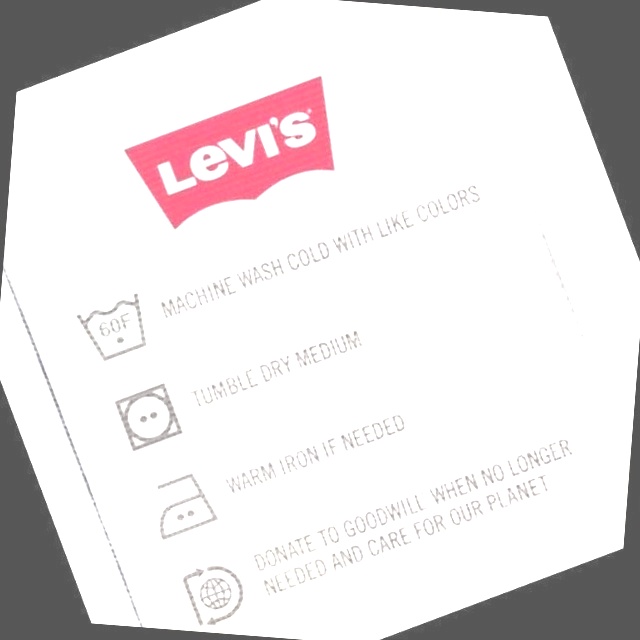 Levi's
MACHINE WASH COLD WITH LIKE COLORS
60F
TUMBLE DRY MEDIUM
WARM IRON IF NEEDED
DONATE TO GOODWILL WHEN NO LONGER
NEEDED AND CARE FOR OUR PLANET